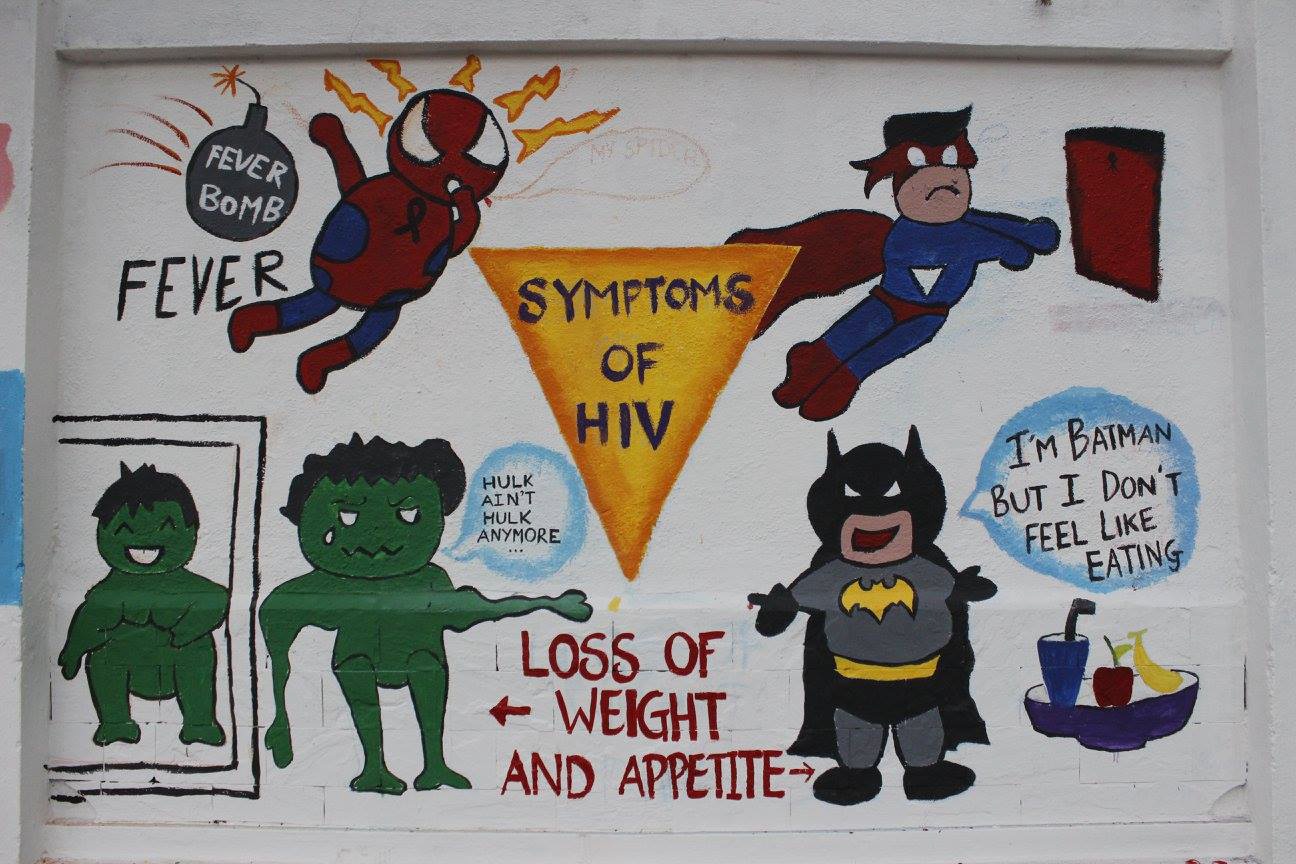 FEVER
BOMB
FEVER
MY SPIDER
SYMPTOMS
OF
HIV
HULK
AIN'T
HULK
ANYMORE
...
I'M BATMAN
BUT I DON'T
FEEL LIKE
EATING
LOSS OF
← WEIGHT
AND APPETITE→